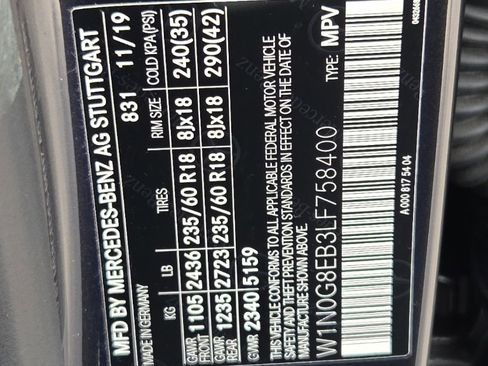 MFD BY MERCEDES-BENZ AG STUTTGART
MADE IN GERMANY 831 11/19
KG LB TIRES RIM SIZE COLD KPA(PSI)
GAWR FRONT 1105 2436 235/60 R18 8Jx18 240(35)
GAWR REAR 1235 2723 235/60 R18 8Jx18 290(42)
GVWR 2340 5159
THIS VEHICLE CONFORMS TO ALL APPLICABLE FEDERAL MOTOR VEHICLE
SAFETY AND THEFT PREVENTION STANDARDS IN EFFECT ON THE DATE OF
MANUFACTURE SHOWN ABOVE. TYPE: MPV
W1N0G8EB3LF758400
A 000 817 54 04